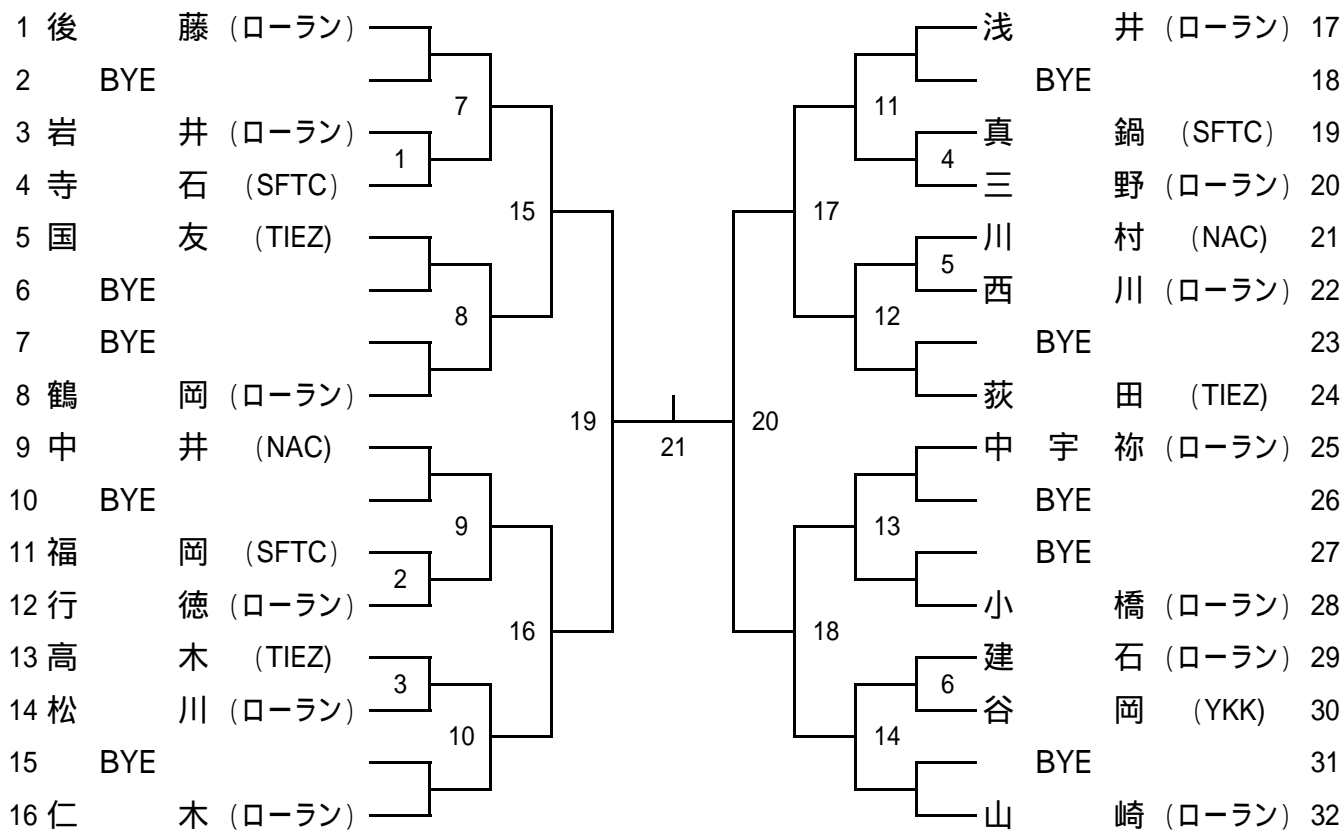 1 後 藤 (ローラン)
2 BYE
3 岩 井 (ローラン)
4 寺 石 (SFTC)
5 国 友 (TIEZ)
6 BYE
7 BYE
8 鶴 岡 (ローラン)
9 中 井 (NAC)
10 BYE
11 福 岡 (SFTC)
12 行 徳 (ローラン)
13 高 木 (TIEZ)
14 松 川 (ローラン)
15 BYE
16 仁 木 (ローラン)
7
1
15
8
19
9
2
16
3
10
21
11
4
17
5
12
20
13
18
6
14
浅 井 (ローラン) 17
BYE 18
真 鍋 (SFTC) 19
三 野 (ローラン) 20
川 村 (NAC) 21
西 川 (ローラン) 22
BYE 23
荻 田 (TIEZ) 24
中 宇 祢 (ローラン) 25
BYE 26
BYE 27
小 橋 (ローラン) 28
建 石 (ローラン) 29
谷 岡 (YKK) 30
BYE 31
山 崎 (ローラン) 32